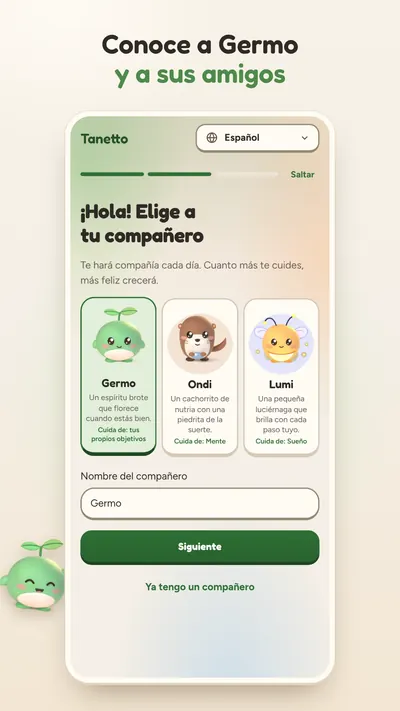 Conoce a Germo
y a sus amigos
Tanetto
Español
Saltar
¡Hola! Elige a
tu compañero
Te hará compañía cada día. Cuanto más te cuides,
más feliz crecerá.
Germo
Un espíritu brote
que florece
cuando estás bien.
Cuida de: tus
propios objetivos
Ondi
Un cachorrito de
nutria con una
piedrita de la
suerte.
Cuida de: Mente
Lumi
Una pequeña
luciérnaga que
brilla con cada
paso tuyo.
Cuida de: Sueño
Nombre del compañero
Germo
Siguiente
Ya tengo un compañero